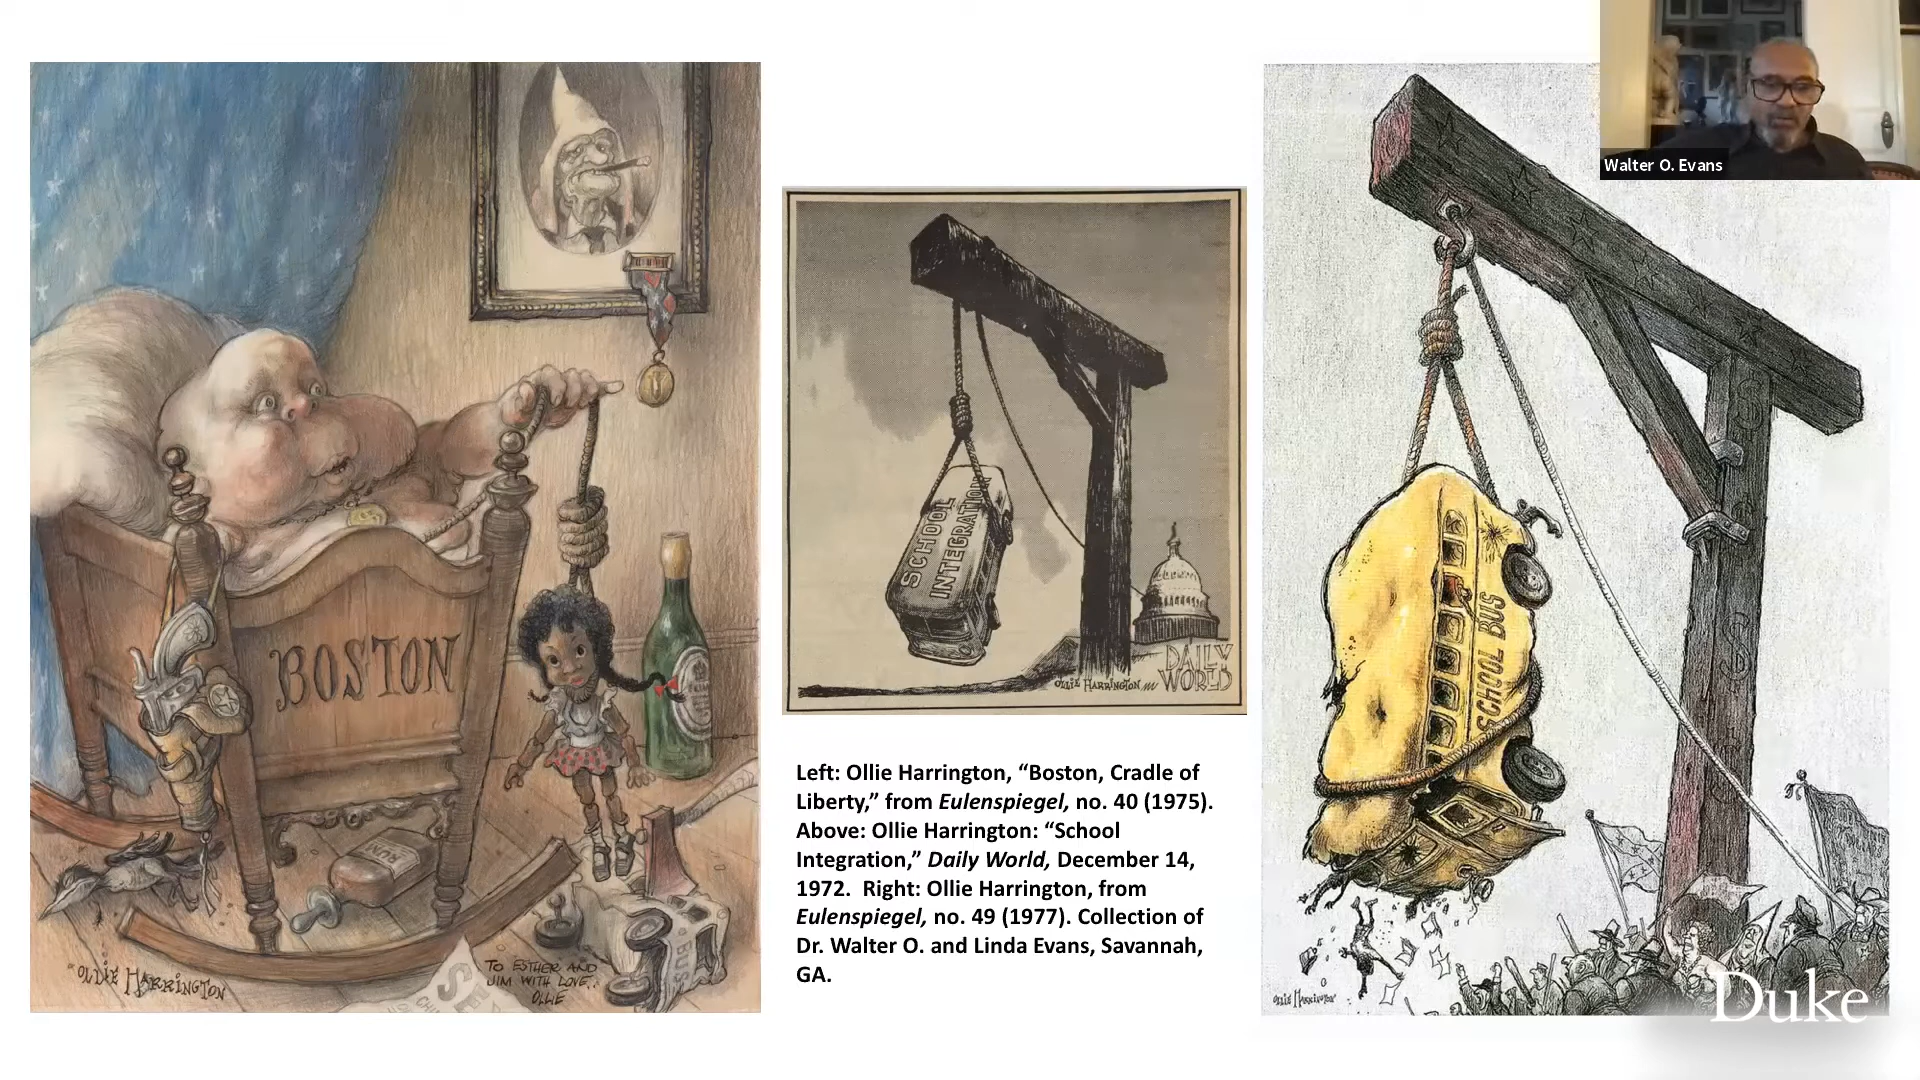 Walter O. Evans
BOSTON
RUM
BUS
OLLIE HARRINGTON
TO ESTHER AND
JIM WITH LOVE.
OLLIE
SCHOOL
INTEGRATION
OLLIE HARRINGTON
DAILY
WORLD
Left: Ollie Harrington, “Boston, Cradle of
Liberty,” from Eulenspiegel, no. 40 (1975).
Above: Ollie Harrington: “School
Integration,” Daily World, December 14,
1972.  Right: Ollie Harrington, from
Eulenspiegel, no. 49 (1977). Collection of
Dr. Walter O. and Linda Evans, Savannah,
GA.
SCHOOL BUS
OLLIE HARRINGTON
Duke